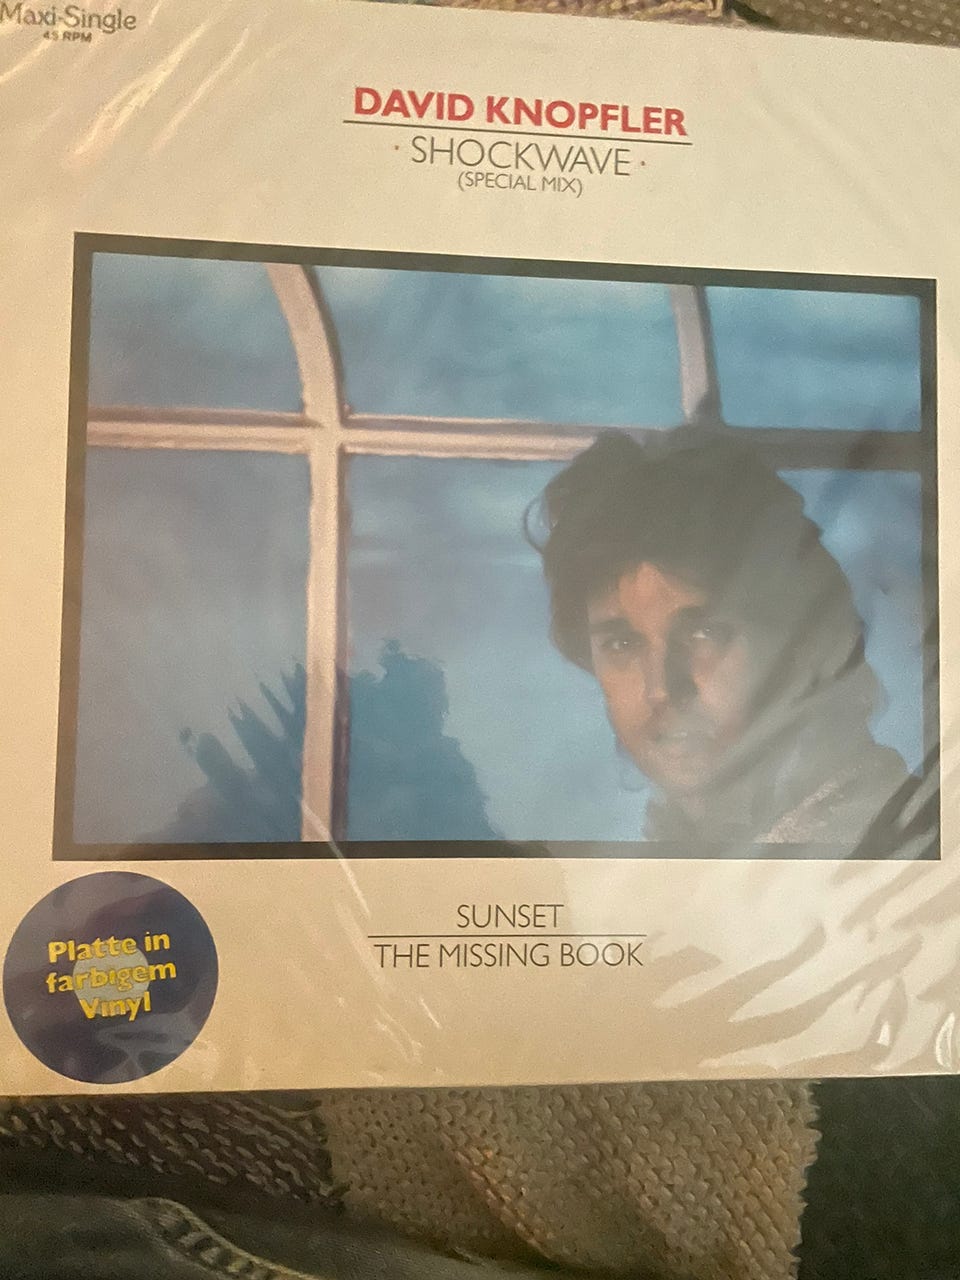 Maxi-Single
45 RPM
DAVID KNOPFLER
· SHOCKWAVE ·
(SPECIAL MIX)
SUNSET
THE MISSING BOOK
Platte in
farbigem
Vinyl